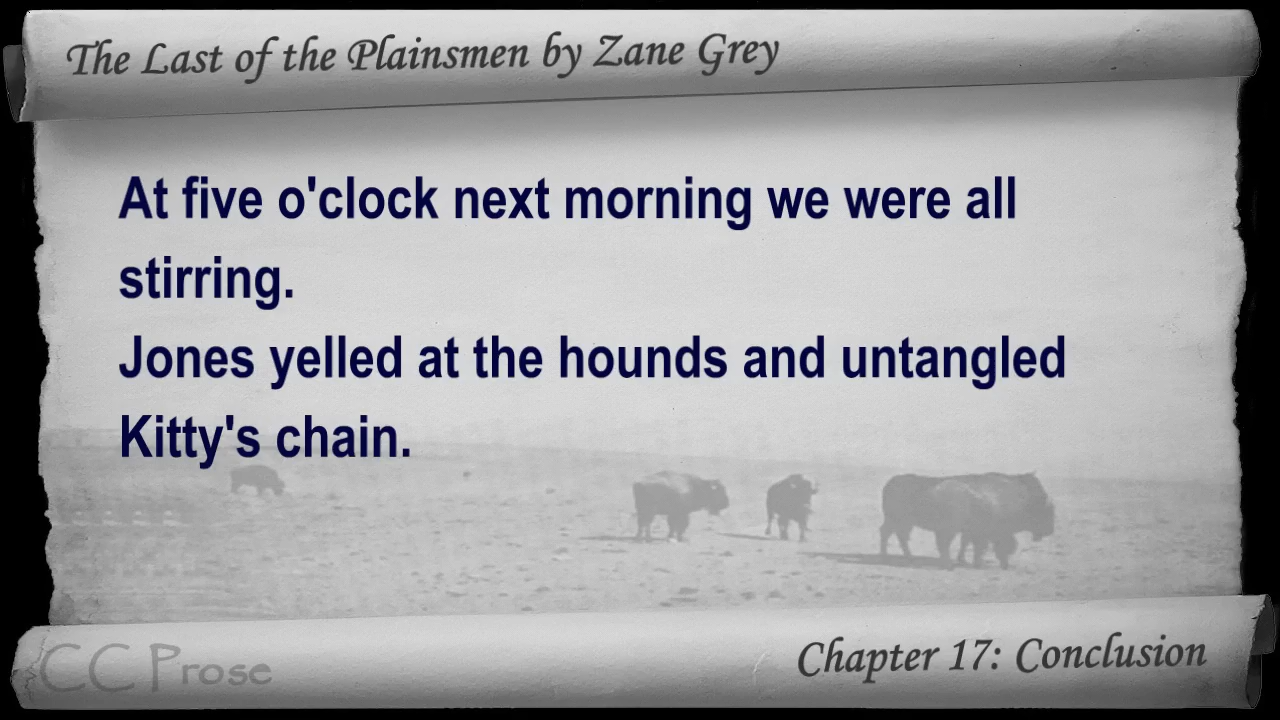 The Last of the Plainsmen by Zane Grey
At five o'clock next morning we were all
stirring.
Jones yelled at the hounds and untangled
Kitty's chain.
CC Prose
Chapter 17: Conclusion